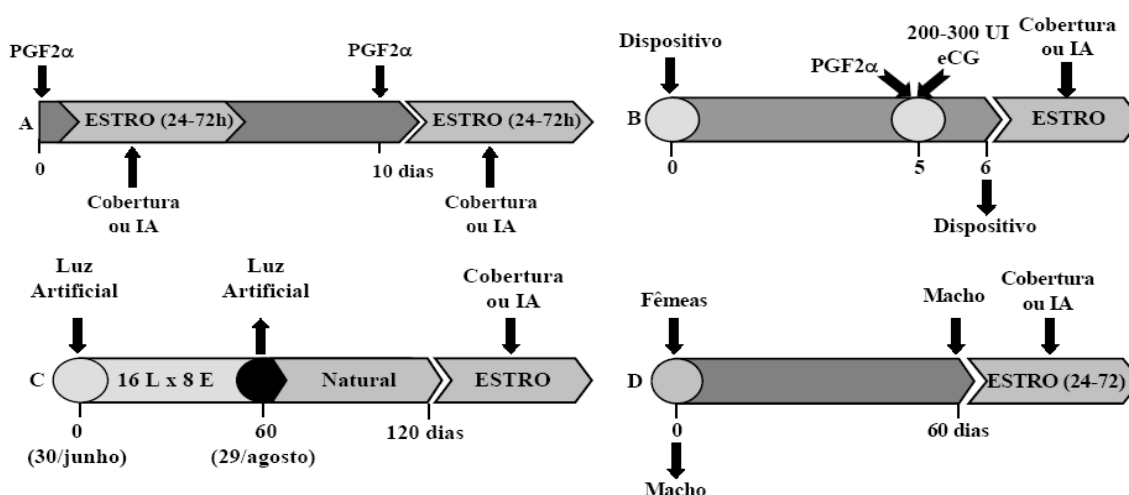 PGF2α
PGF2α
A
ESTRO (24-72h)
ESTRO (24-72h)
0
10 dias
Cobertura
ou IA
Cobertura
ou IA
Dispositivo
PGF2α
200-300 UI
eCG
Cobertura
ou IA
B
ESTRO
0
5
6
Dispositivo
Luz
Artificial
Luz
Artificial
Cobertura
ou IA
C
16 L x 8 E
Natural
ESTRO
0
(30/junho)
60
(29/agosto)
120 dias
Fêmeas
Macho
Cobertura
ou IA
D
ESTRO (24-72)
0
60 dias
Macho